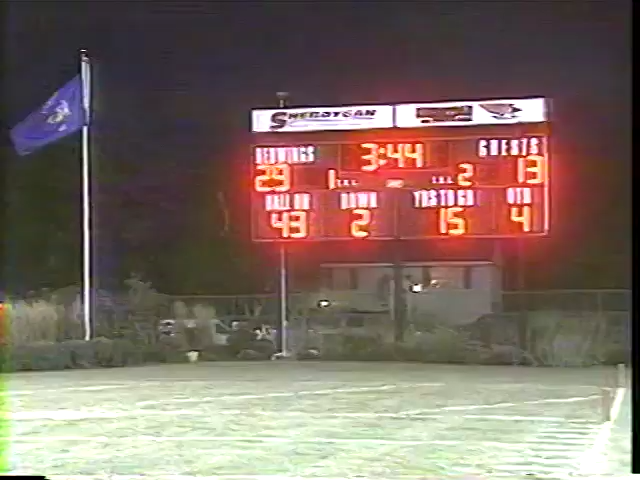 SHEBOYGAN
REDWINGS 3:44 GUESTS
29 1 T.O.L. T.O.L. 2 13
BALL ON DOWN YDS TO GO QTR
43 2 15 4